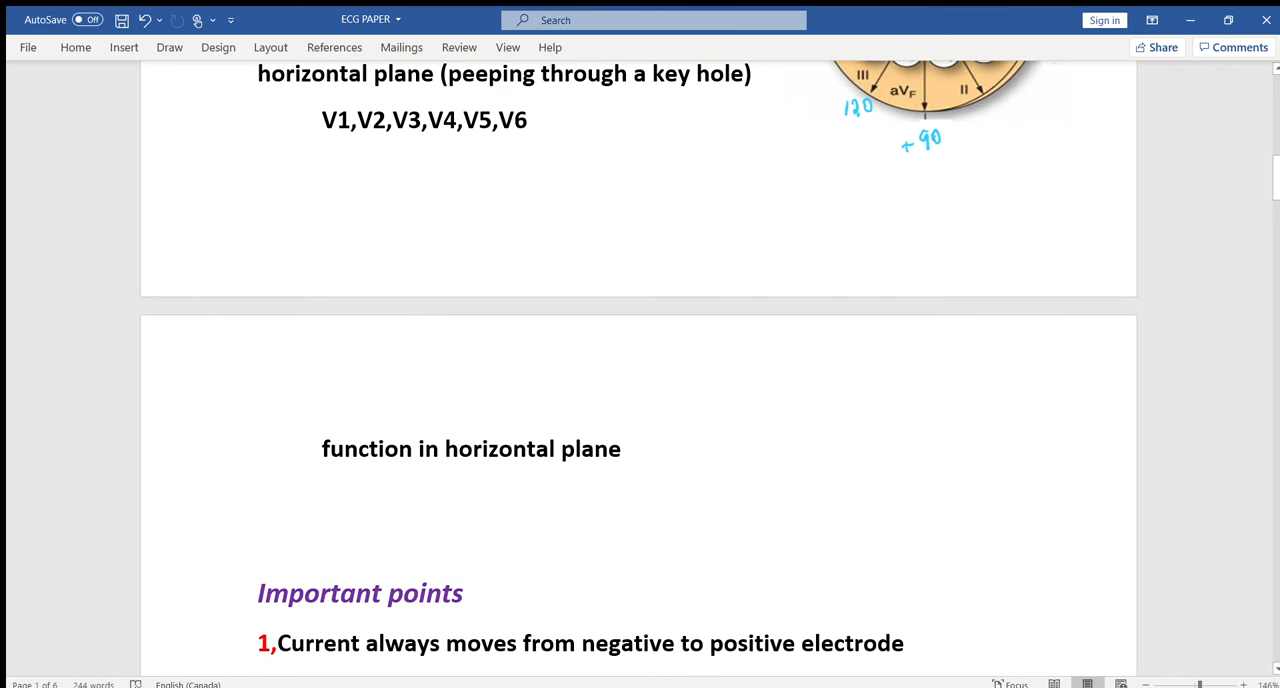 AutoSave Off ECG PAPER Search Sign in
File Home Insert Draw Design Layout References Mailings Review View Help Share Comments
horizontal plane (peeping through a key hole)
V1,V2,V3,V4,V5,V6
III aVF II
120
+90
function in horizontal plane
Important points
1,Current always moves from negative to positive electrode
Page 1 of 6 244 words English (Canada) Focus 146%